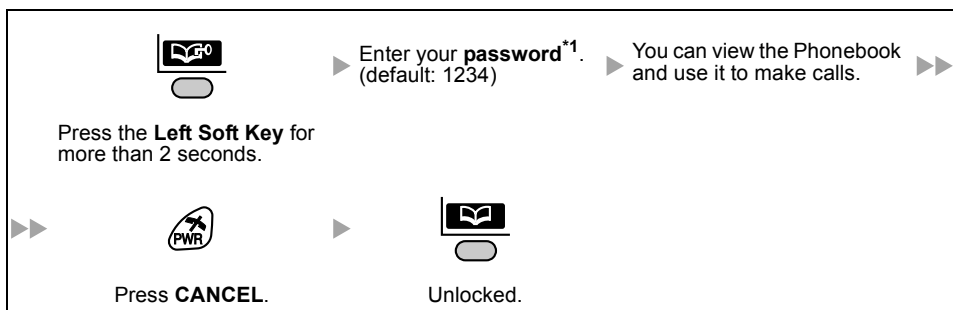 Enter your password*1.
(default: 1234)
You can view the Phonebook
and use it to make calls.
Press the Left Soft Key for
more than 2 seconds.
PWR
Press CANCEL.
Unlocked.